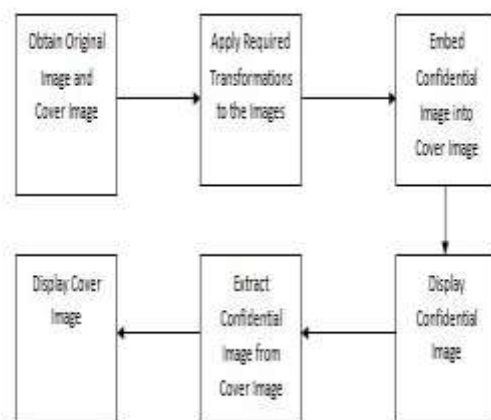 Obtain Original
Image and
Cover Image
Apply Required
Transformations
to the Images
Embed
Confidential
Image into
Cover Image
Display
Confidential
Image
Extract
Confidential
Image from
Cover Image
Display Cover
Image